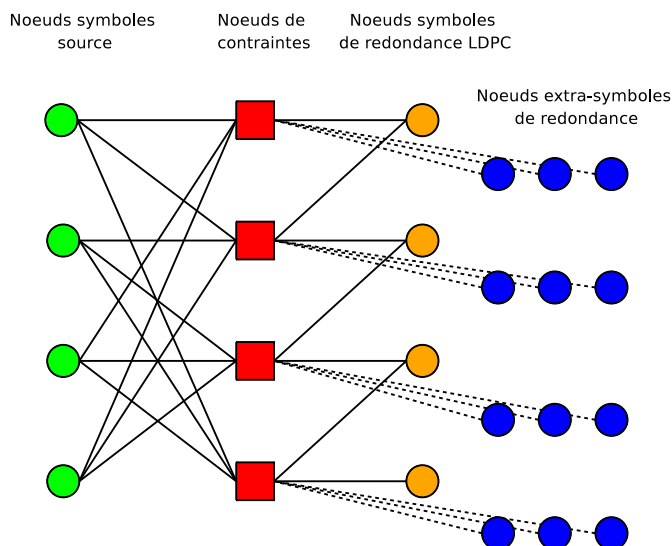 Noeuds symboles
source
Noeuds de
contraintes
Noeuds symboles
de redondance LDPC
Noeuds extra-symboles
de redondance